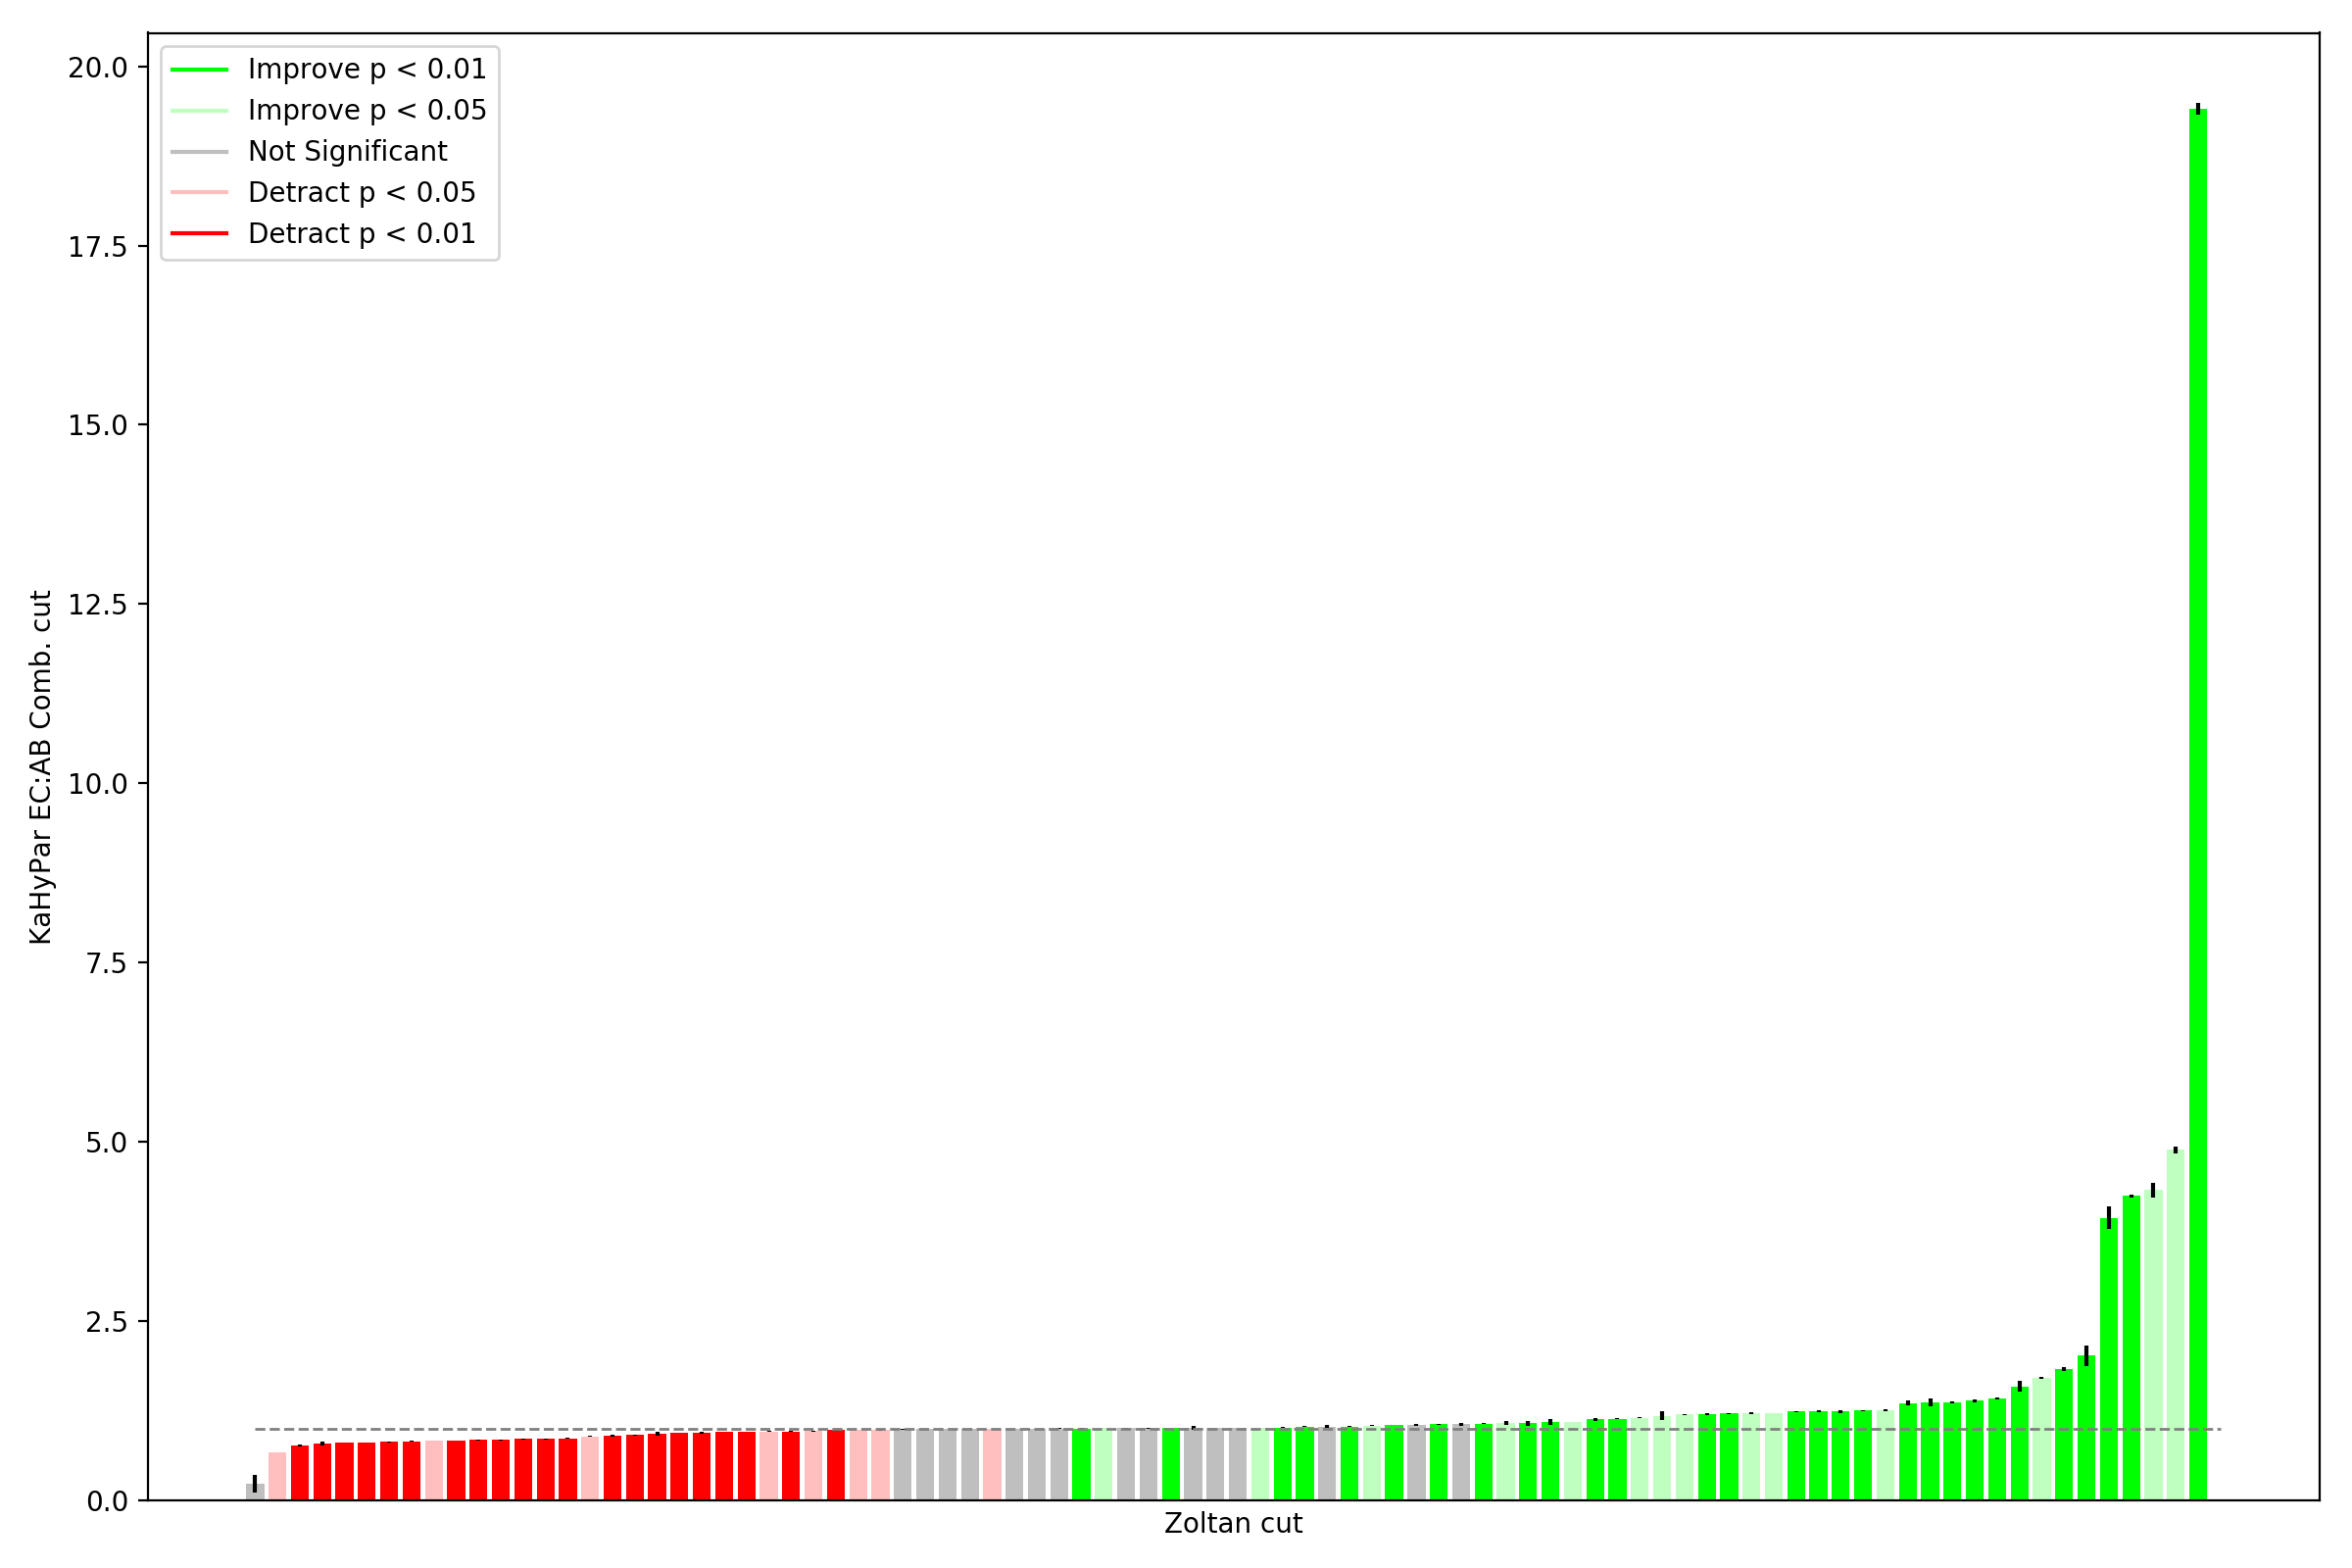 Improve p < 0.01
Improve p < 0.05
Not Significant
Detract p < 0.05
Detract p < 0.01
20.0
17.5
15.0
12.5
10.0
7.5
5.0
2.5
0.0
KaHyPar EC:AB Comb. cut
Zoltan cut